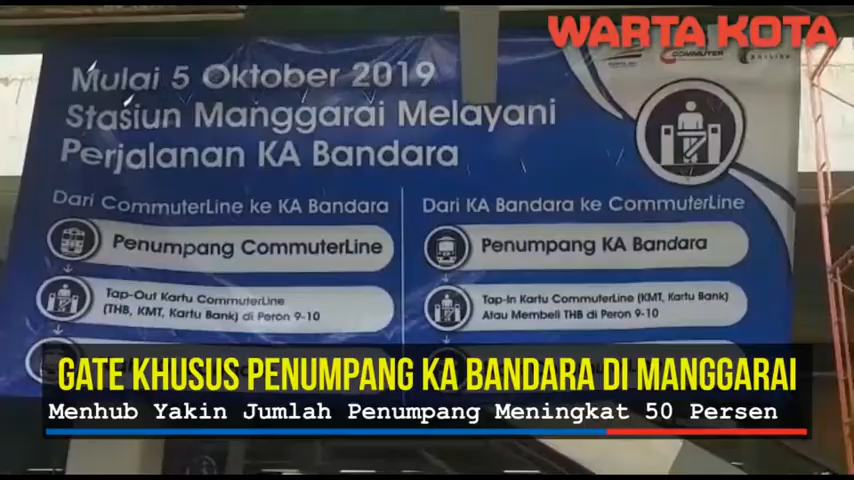 WARTA KOTA
COMMUTER
RAILINK
Mulai 5 Oktober 2019
Stasiun Manggarai Melayani
Perjalanan KA Bandara
Dari CommuterLine ke KA Bandara
Penumpang CommuterLine
Tap-Out Kartu CommuterLine
(THB, KMT, Kartu Bank) di Peron 9-10
Dari KA Bandara ke CommuterLine
Penumpang KA Bandara
Tap-In Kartu CommuterLine (KMT, Kartu Bank)
Atau Membeli THB di Peron 9-10
GATE KHUSUS PENUMPANG KA BANDARA DI MANGGARAI
Menhub Yakin Jumlah Penumpang Meningkat 50 Persen